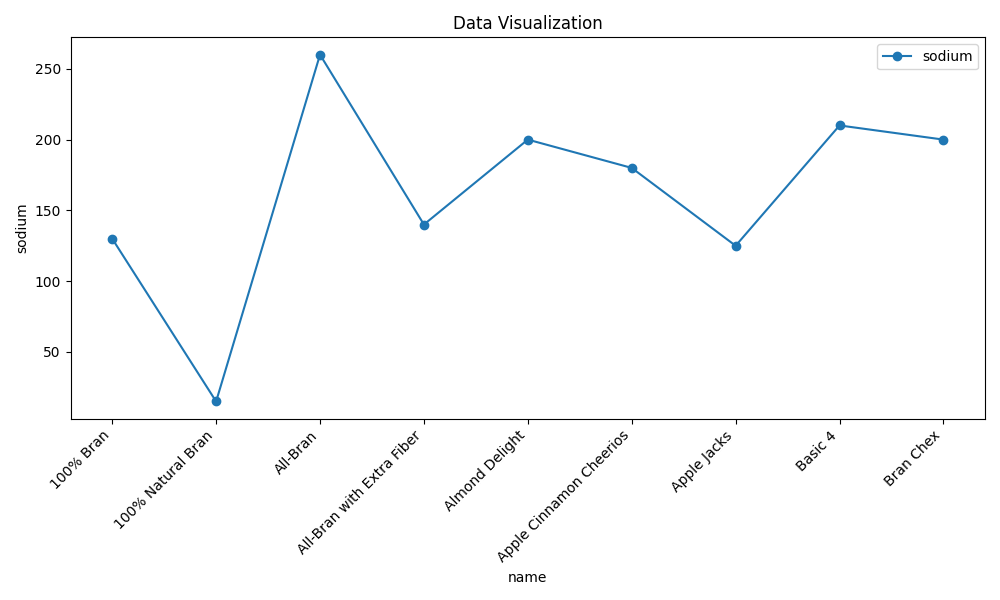 Data Visualization
sodium
sodium
250
200
150
100
50
100% Bran
100% Natural Bran
All-Bran
All-Bran with Extra Fiber
Almond Delight
Apple Cinnamon Cheerios
Apple Jacks
Basic 4
Bran Chex
name